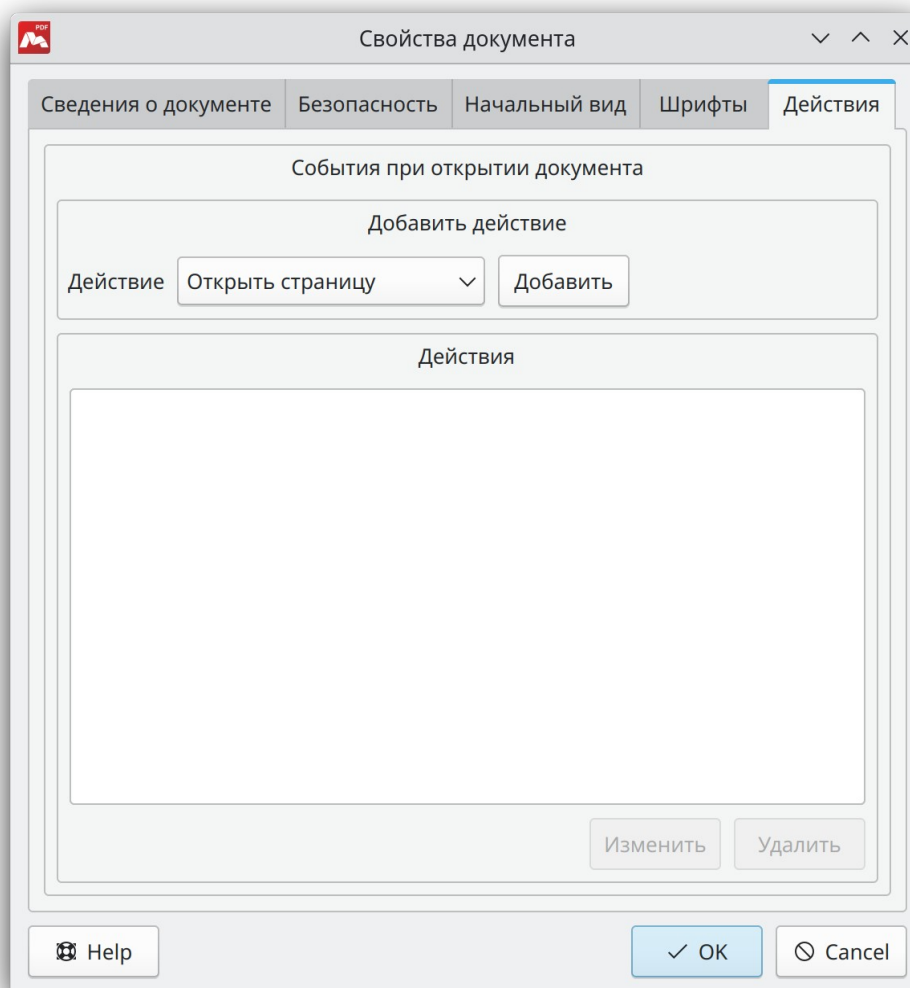 PDF
Свойства документа
Сведения о документе Безопасность Начальный вид Шрифты Действия
События при открытии документа
Добавить действие
Действие Открыть страницу Добавить
Действия
Изменить Удалить
Help OK Cancel